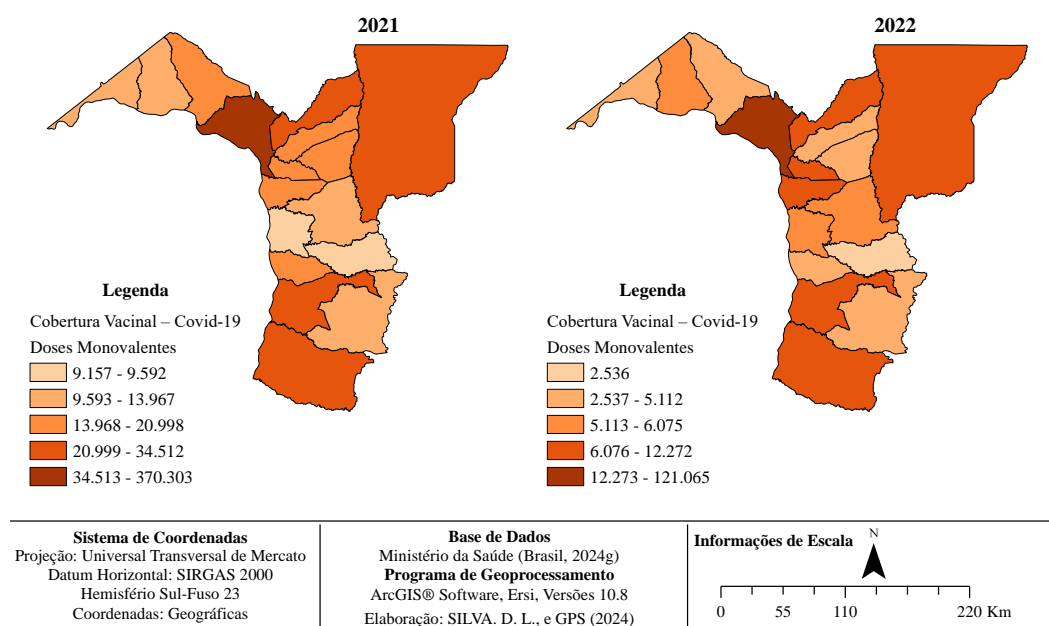 2021
2022
Legenda
Cobertura Vacinal – Covid-19
Doses Monovalentes
9.157 - 9.592
9.593 - 13.967
13.968 - 20.998
20.999 - 34.512
34.513 - 370.303
Legenda
Cobertura Vacinal – Covid-19
Doses Monovalentes
2.536
2.537 - 5.112
5.113 - 6.075
6.076 - 12.272
12.273 - 121.065
Sistema de Coordenadas
Projeção: Universal Transversal de Mercato
Datum Horizontal: SIRGAS 2000
Hemisfério Sul-Fuso 23
Coordenadas: Geográficas
Base de Dados
Ministério da Saúde (Brasil, 2024g)
Programa de Geoprocessamento
ArcGIS® Software, Ersi, Versões 10.8
Elaboração: SILVA. D. L., e GPS (2024)
Informações de Escala
N
0 55 110 220 Km